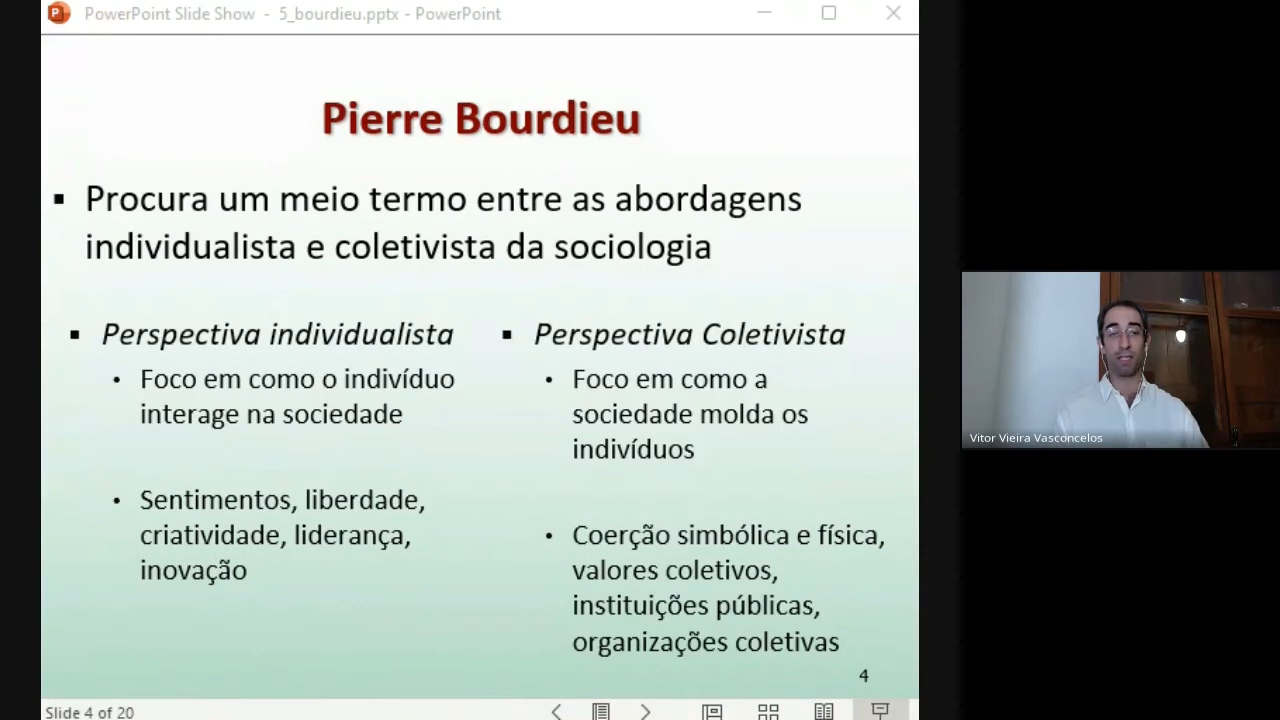 PowerPoint Slide Show - 5_bourdieu.pptx - PowerPoint
Pierre Bourdieu
Procura um meio termo entre as abordagens
individualista e coletivista da sociologia
Perspectiva individualista
Foco em como o indivíduo
interage na sociedade
Sentimentos, liberdade,
criatividade, liderança,
inovação
Perspectiva Coletivista
Foco em como a
sociedade molda os
indivíduos
Coerção simbólica e física,
valores coletivos,
instituições públicas,
organizações coletivas
4
Vitor Vieira Vasconcelos
Slide 4 of 20